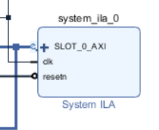 system_ila_0
SLOT_0_AXI
clk
resetn
System ILA